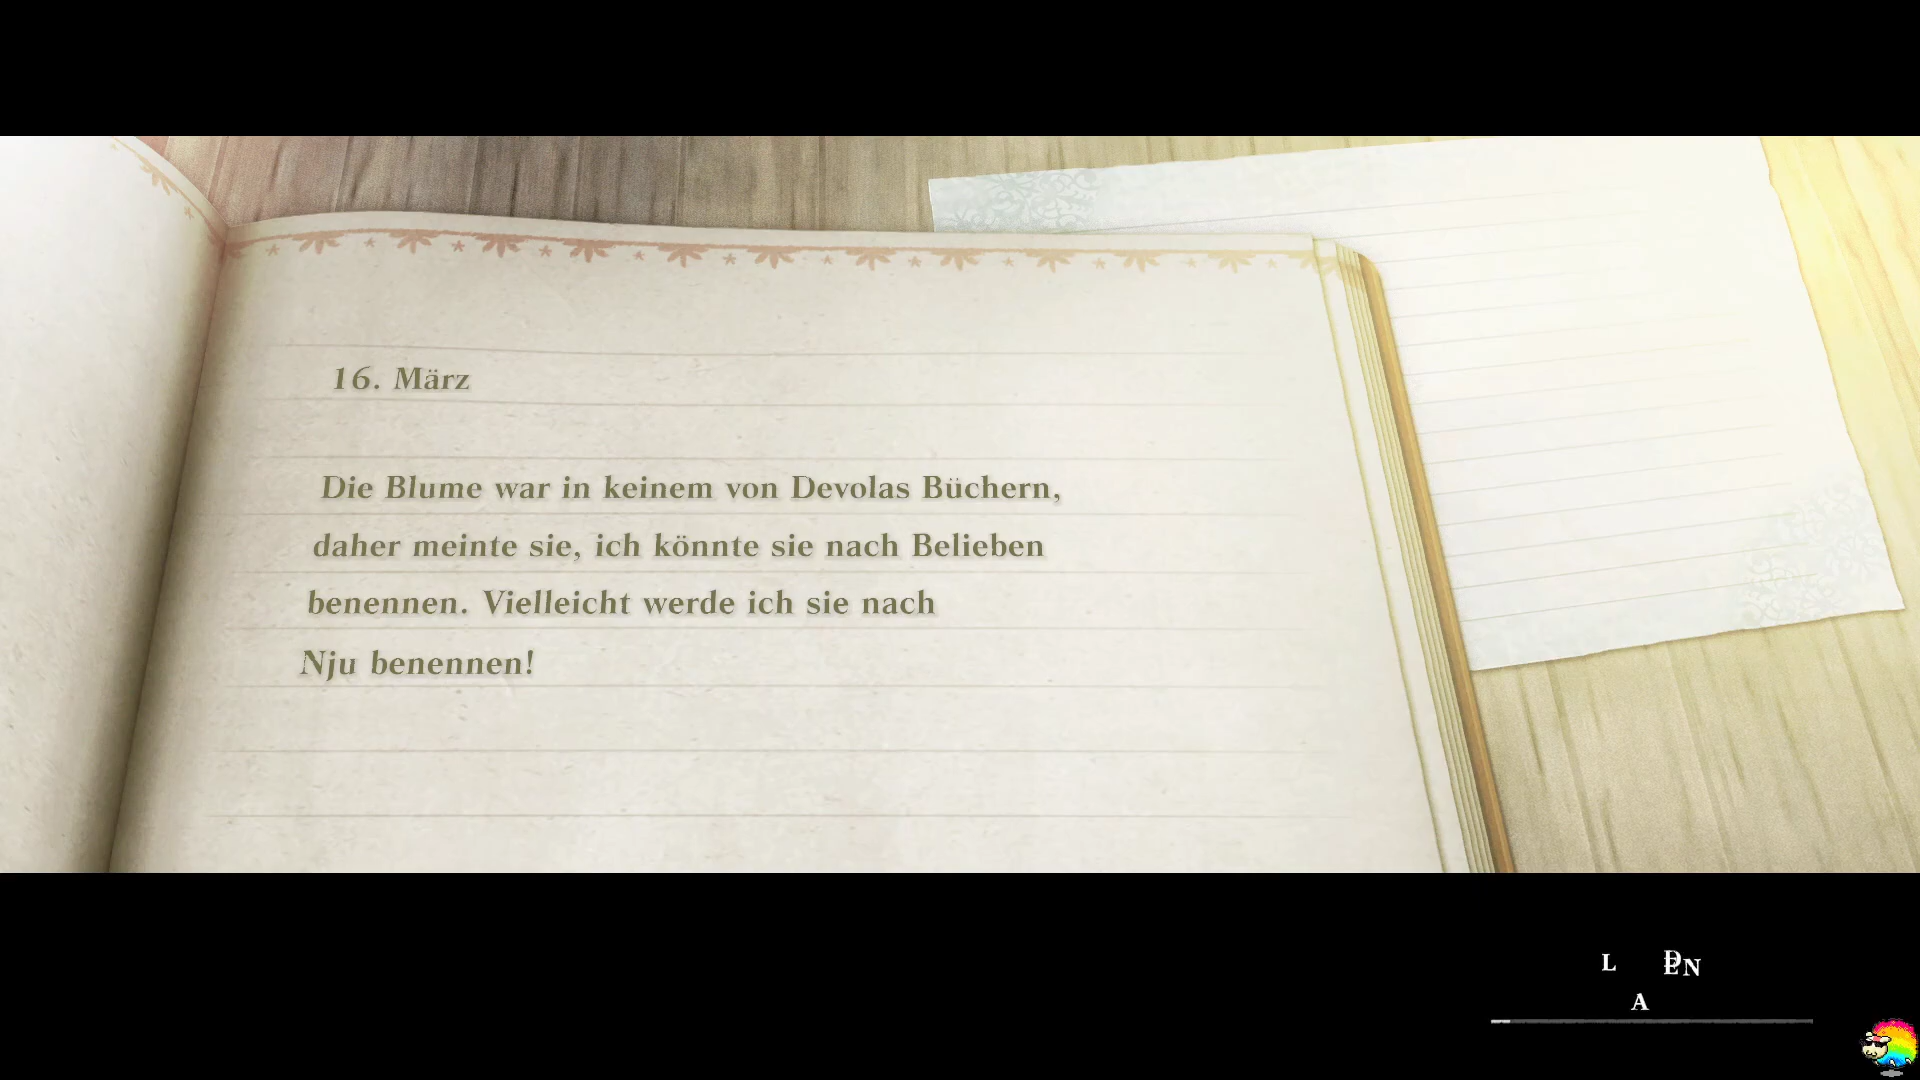 16. März
Die Blume war in keinem von Devolas Büchern,
daher meinte sie, ich könnte sie nach Belieben
benennen. Vielleicht werde ich sie nach
Nju benennen!
L A D E N